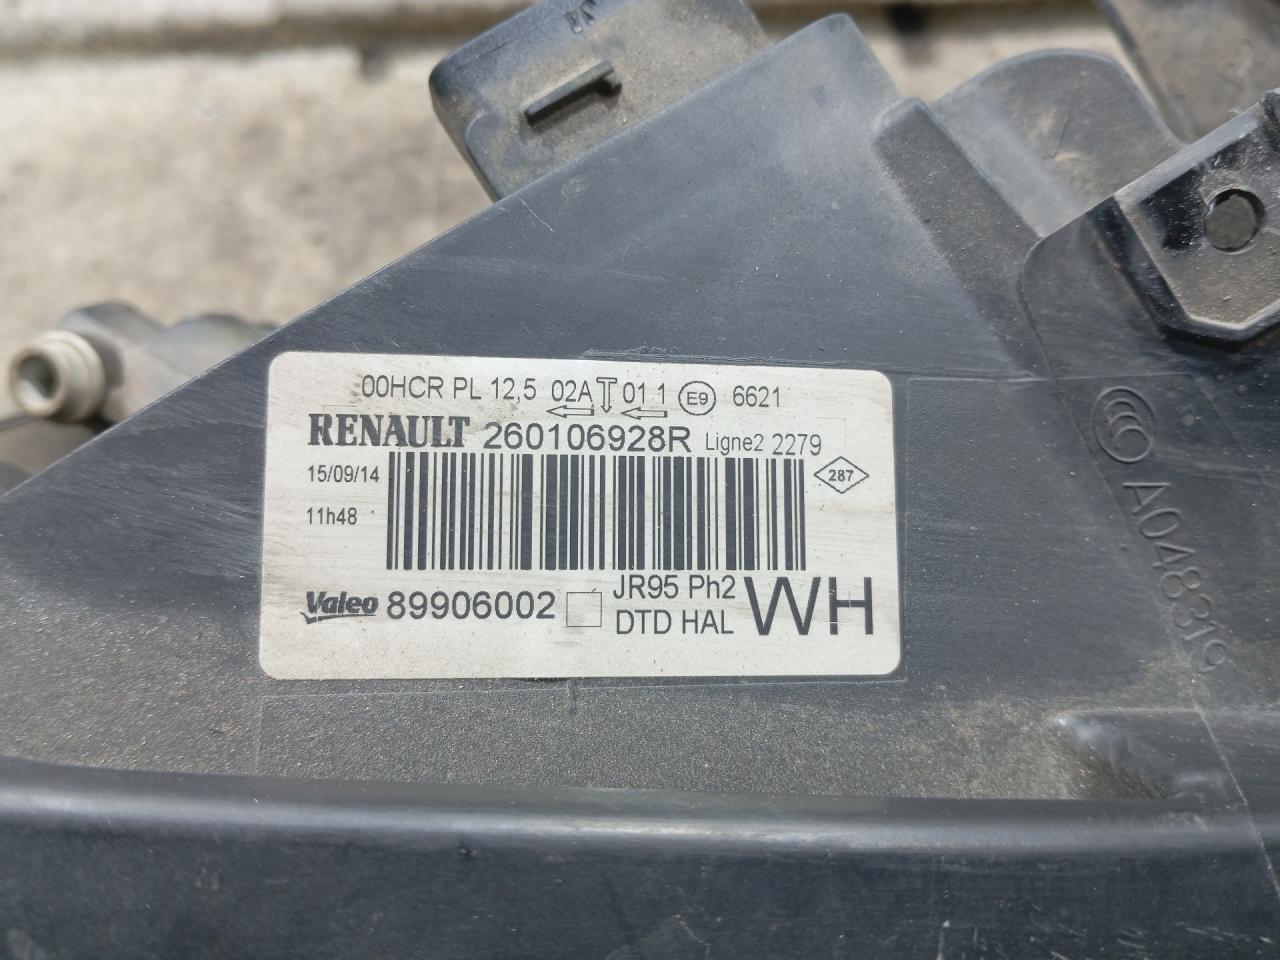 00HCR PL 12,5 02A 01 1 E9 6621
RENAULT 260106928R Ligne2 2279
15/09/14
287
11h48
Valeo 89906002
JR95 Ph2
DTD HAL
WH
CCC
A048319